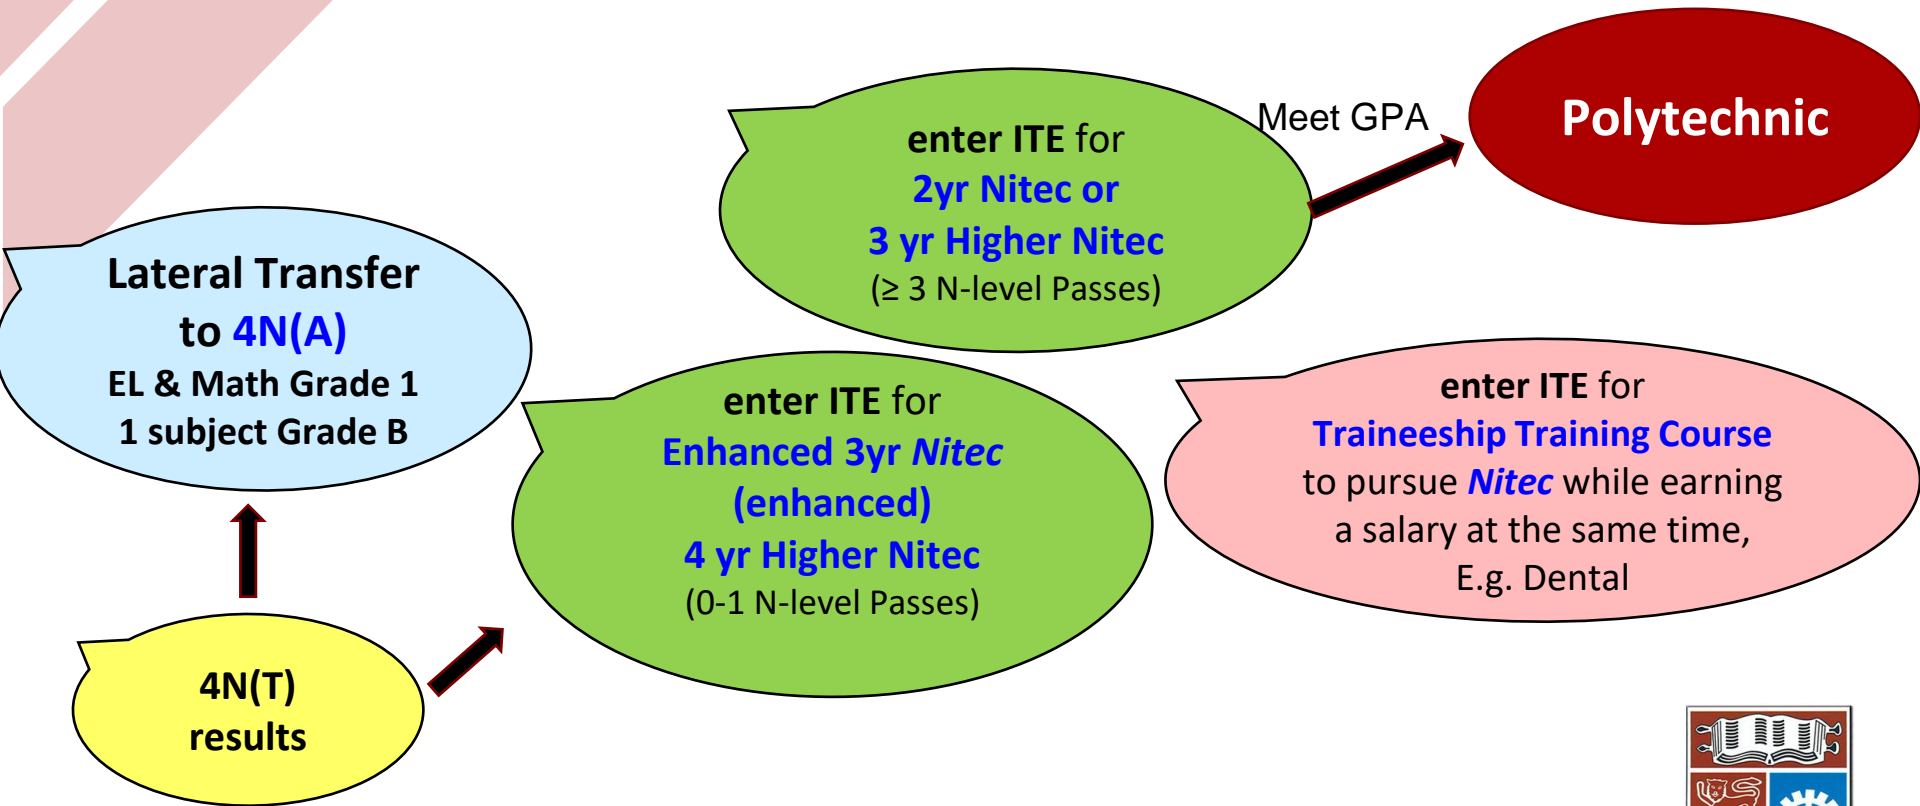 Meet GPA
Polytechnic
enter ITE for
2yr Nitec or
3 yr Higher Nitec
(≥ 3 N-level Passes)
Lateral Transfer
to 4N(A)
EL & Math Grade 1
1 subject Grade B
enter ITE for
Enhanced 3yr Nitec
(enhanced)
4 yr Higher Nitec
(0-1 N-level Passes)
enter ITE for
Traineeship Training Course
to pursue Nitec while earning
a salary at the same time,
E.g. Dental
4N(T)
results